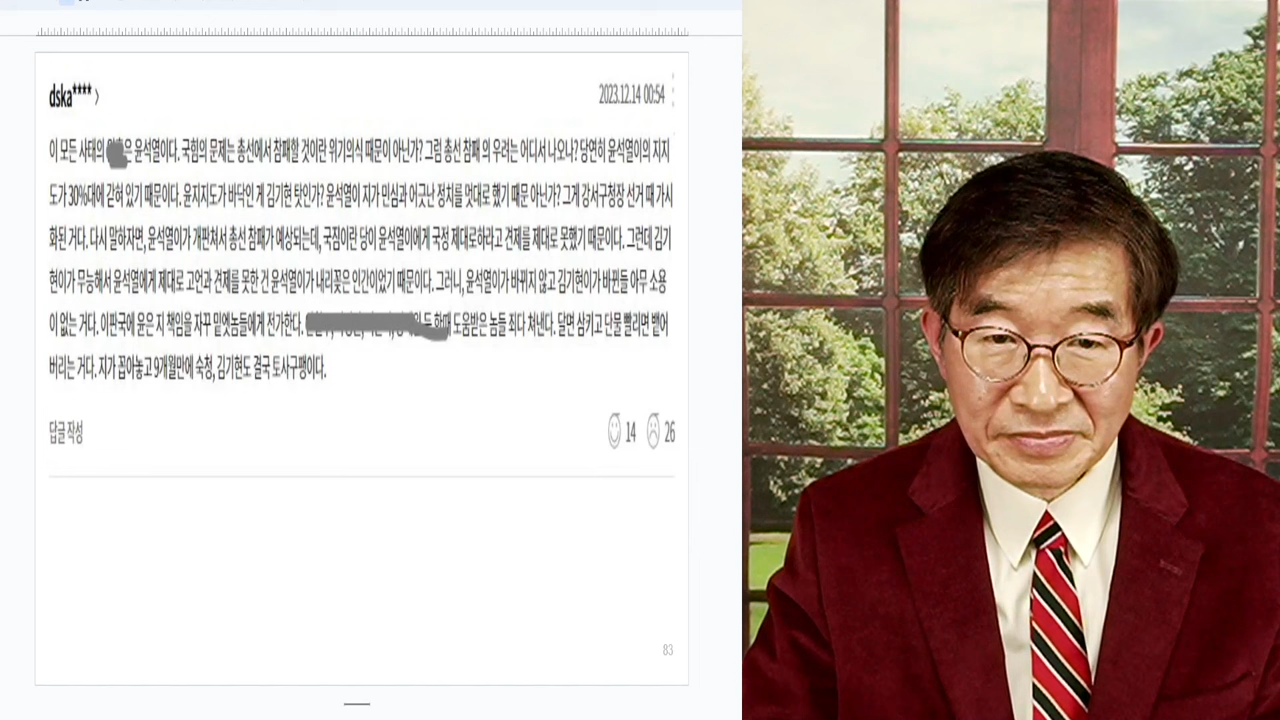 dska**** >
2023.12.14 00:54
이 모든 사태의 은 윤석열이다. 국힘의 문제는 총선에서 참패할 것이란 위기의식 때문이 아닌가? 그럼 총선 참패 의 우려는 어디서 나오나? 당연히 윤석열이의 지지
도가 30%대에 갇혀 있기 때문이다. 윤지지도가 바닥인 게 김기현 탓인가? 윤석열이 지가 민심과 어긋난 정치를 멋대로 했기 때문 아닌가? 그게 강서구청장 선거 때 가시
화된 거다. 다시 말하자면, 윤석열이가 개판쳐서 총선 참패가 예상되는데, 국짐이란 당이 윤석열이에게 국정 제대로하라고 견제를 제대로 못했기 때문이다. 그런데 김기
현이가 무능해서 윤석열에게 제대로 고언과 견제를 못한 건 윤석열이가 내리꽂은 인간이었기 때문이다. 그러니, 윤석열이가 바뀌지 않고 김기현이가 바뀐들 아무 소용
이 없는 거다. 이판국에 윤은 지 책임을 자꾸 밑엣놈들에게 전가한다. 등 한때 도움받은 놈들 죄다 쳐낸다. 달면 삼키고 단물 빨리면 뱉어
버리는 거다. 지가 꼽아놓고 9개월만에 숙청, 김기현도 결국 토사구팽이다.
답글 작성
14 26
83